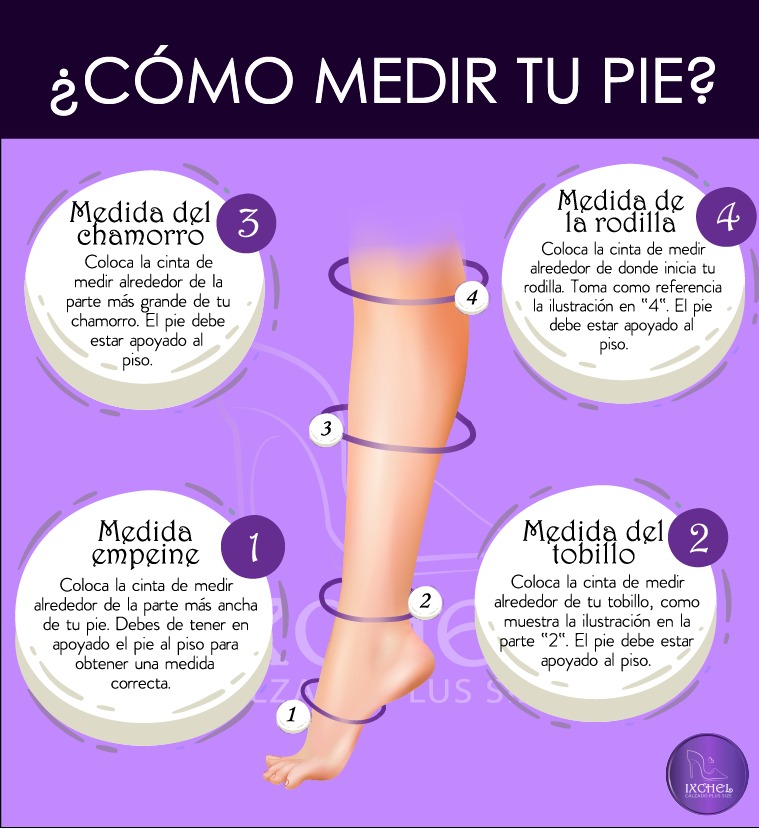 ¿CÓMO MEDIR TU PIE?
Medida del
chamorro
3
Coloca la cinta de
medir alrededor de la
parte más grande de tu
chamorro. El pie debe
estar apoyado al
piso.
Medida de
la rodilla
4
Coloca la cinta de medir
alrededor de donde inicia tu
rodilla. Toma como referencia
la ilustración en "4". El pie
debe estar apoyado al
piso.
4
3
Medida
empeine
1
Coloca la cinta de medir
alrededor de la parte más ancha
de tu pie. Debes de tener en
apoyado el pie al piso para
obtener una medida
correcta.
Medida del
tobillo
2
Coloca la cinta de medir
alrededor de tu tobillo, como
muestra la ilustración en la
parte "2". El pie debe estar
apoyado al piso.
2
1
IXCHEL
CALZADO PLUS SIZE